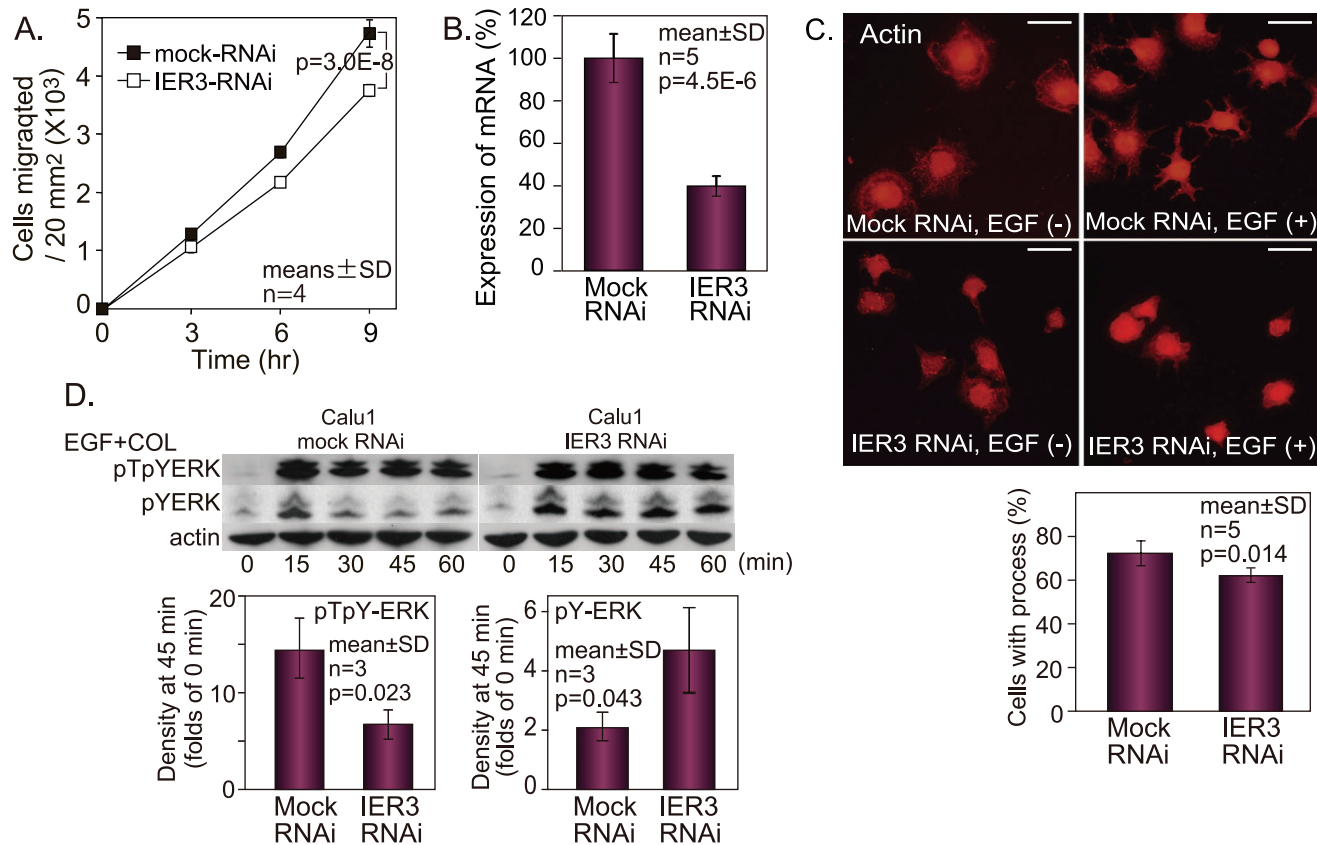 A.
Cells migraqted
/ 20 mm² (X10³)
5
4
3
2
1
0
mock-RNAi
IER3-RNAi
p=3.0E-8
means±SD
n=4
0 3 6 9
Time (hr)
B.
Expression of mRNA (%)
120
100
80
60
40
20
0
mean±SD
n=5
p=4.5E-6
Mock
RNAi
IER3
RNAi
C.
Actin
Mock RNAi, EGF (-)
Mock RNAi, EGF (+)
IER3 RNAi, EGF (-)
IER3 RNAi, EGF (+)
Cells with process (%)
80
60
40
20
0
mean±SD
n=5
p=0.014
Mock
RNAi
IER3
RNAi
D.
EGF+COL
Calu1
mock RNAi
Calu1
IER3 RNAi
pTpYERK
pYERK
actin
0 15 30 45 60 0 15 30 45 60 (min)
Density at 45 min
(folds of 0 min)
20
10
0
pTpY-ERK
mean±SD
n=3
p=0.023
Mock
RNAi
IER3
RNAi
Density at 45 min
(folds of 0 min)
6
4
2
0
pY-ERK
mean±SD
n=3
p=0.043
Mock
RNAi
IER3
RNAi